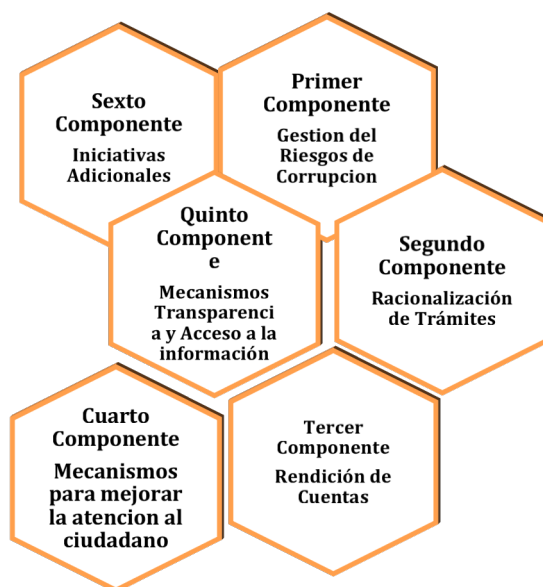 Sexto
Componente
Iniciativas
Adicionales
Primer
Componente
Gestion del
Riesgos de
Corrupcion
Quinto
Component
e
Mecanismos
Transparenci
a y Acceso a la
información
Segundo
Componente
Racionalización
de Trámites
Cuarto
Componente
Mecanismos
para mejorar
la atencion al
ciudadano
Tercer
Componente
Rendición de
Cuentas